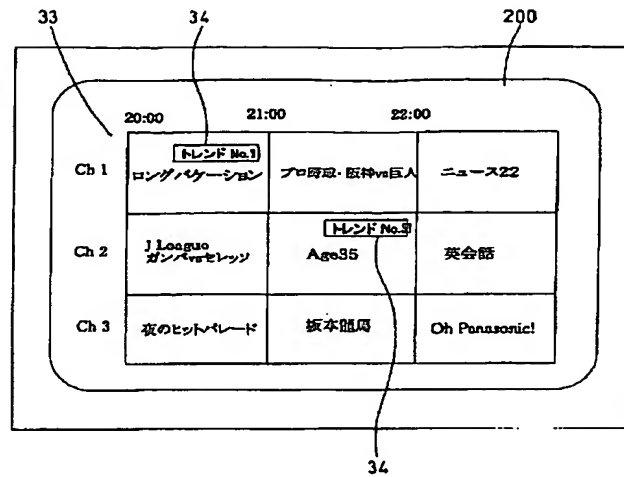 33
34
200
20:00
21:00
22:00
Ch 1
トレンド No.1
ロングバケーション
プロ野球・阪神vs巨人
ニュース22
Ch 2
J League
ガンバvsセレッソ
トレンド No.3
Age35
英会話
Ch 3
夜のヒットパレード
坂本龍馬
Oh Panasonic!
34